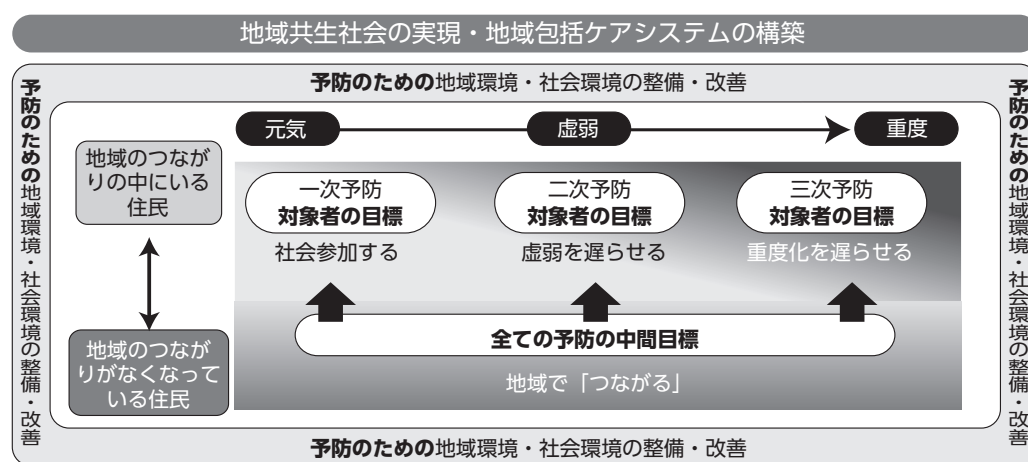 地域共生社会の実現・地域包括ケアシステムの構築
予防のための地域環境・社会環境の整備・改善
予防のための地域環境・社会環境の整備・改善
予防のための地域環境・社会環境の整備・改善
元気
虚弱
重度
地域のつなが
りの中にいる
住民
一次予防
対象者の目標
社会参加する
二次予防
対象者の目標
虚弱を遅らせる
三次予防
対象者の目標
重度化を遅らせる
全ての予防の中間目標
地域で「つながる」
地域のつなが
りがなくなって
いる住民
予防のための地域環境・社会環境の整備・改善